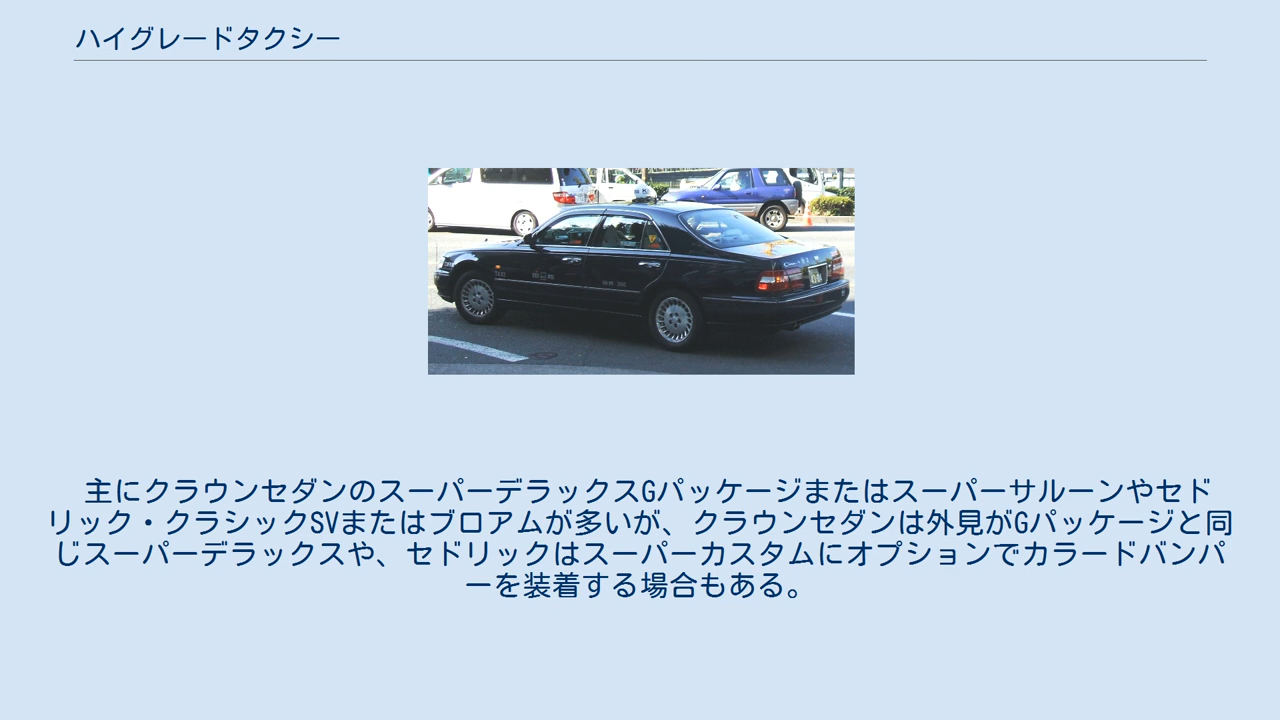 ハイグレードタクシー
主にクラウンセダンのスーパーデラックスGパッケージまたはスーパーサルーンやセド
リック・クラシックSVまたはブロアムが多いが、クラウンセダンは外見がGパッケージと同
じスーパーデラックスや、セドリックはスーパーカスタムにオプションでカラードバンパ
ーを装着する場合もある。